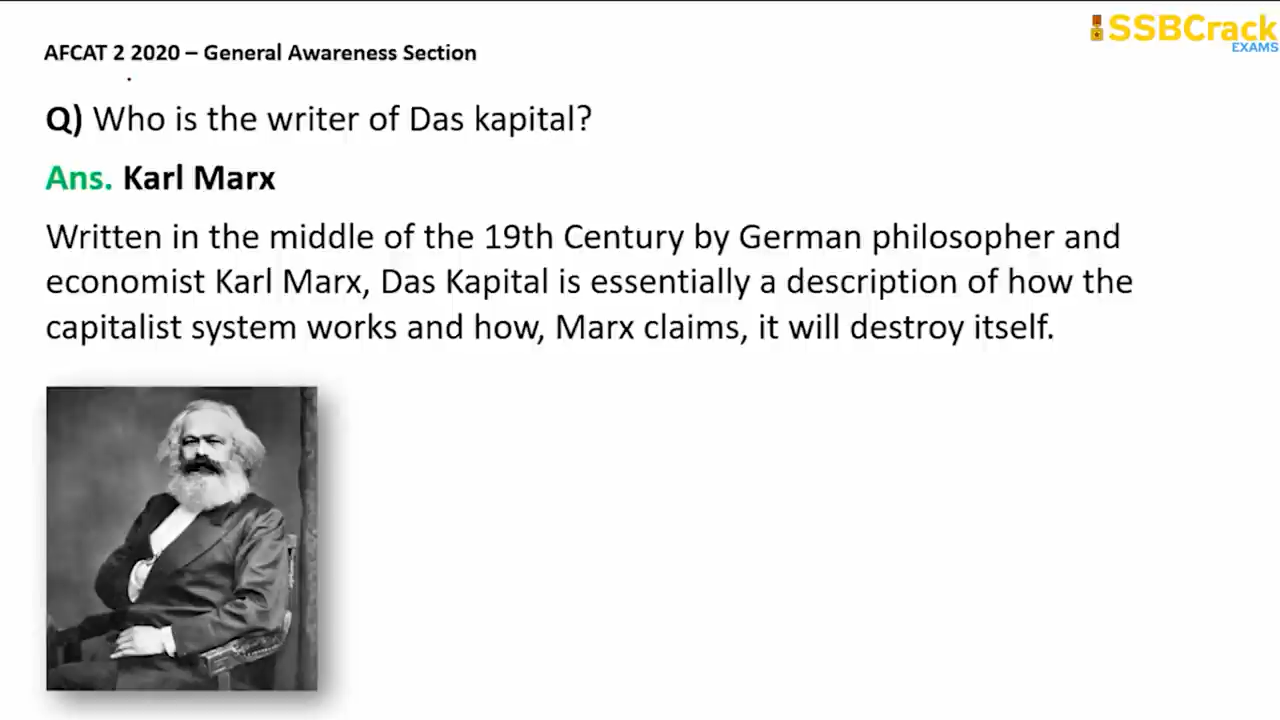 SSBCrack
EXAMS
AFCAT 2 2020 – General Awareness Section
Q) Who is the writer of Das kapital?
Ans. Karl Marx
Written in the middle of the 19th Century by German philosopher and
economist Karl Marx, Das Kapital is essentially a description of how the
capitalist system works and how, Marx claims, it will destroy itself.